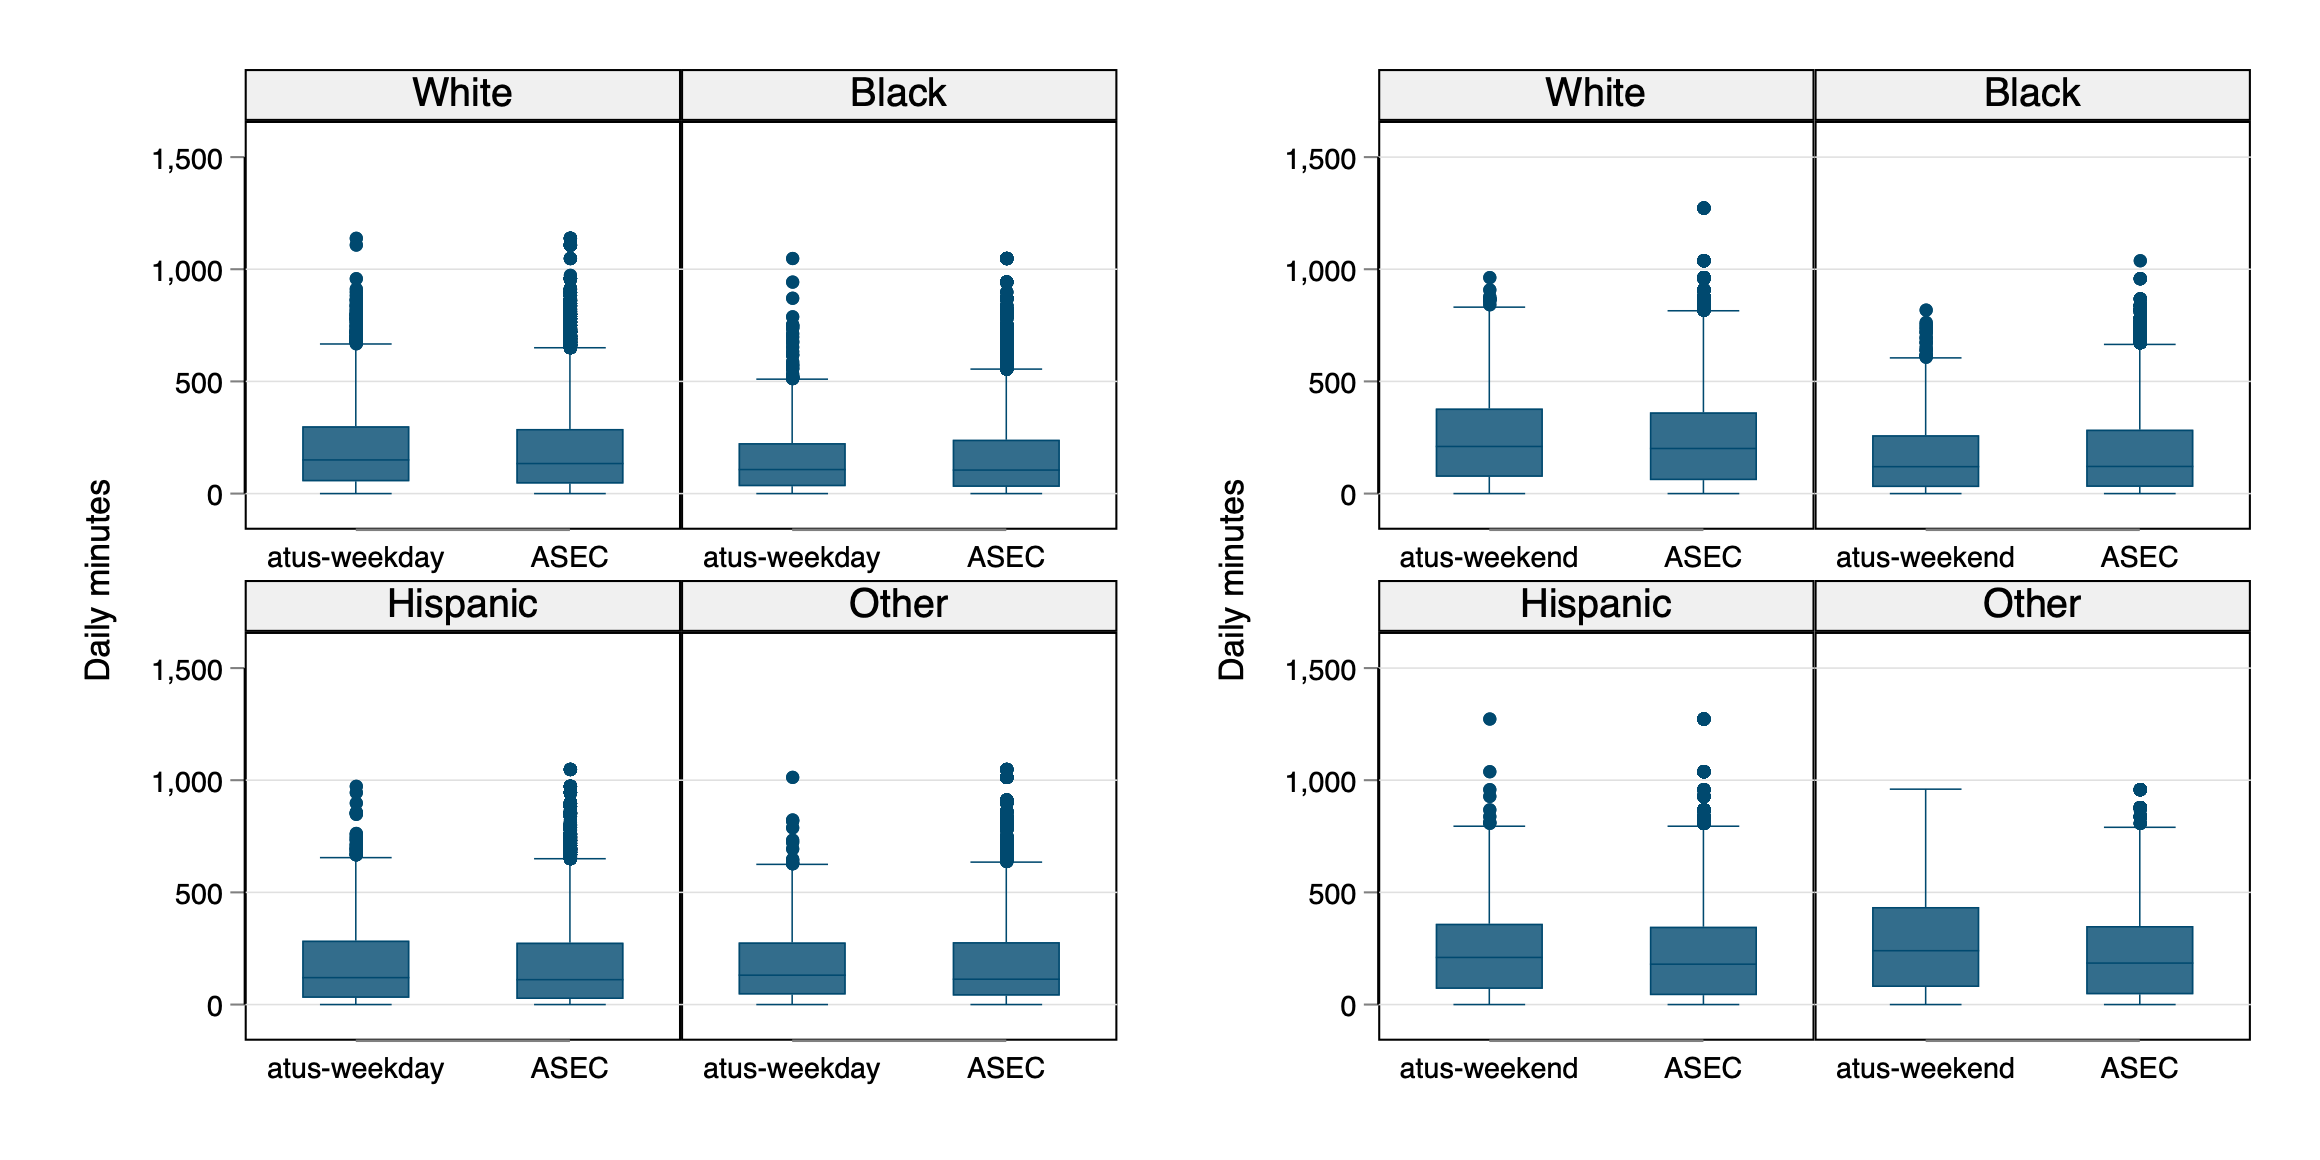 White Black
1,500
1,000
500
0
Daily minutes
atus-weekday ASEC atus-weekday ASEC
Hispanic Other
1,500
1,000
500
0
atus-weekday ASEC atus-weekday ASEC
White Black
1,500
1,000
500
0
Daily minutes
atus-weekend ASEC atus-weekend ASEC
Hispanic Other
1,500
1,000
500
0
atus-weekend ASEC atus-weekend ASEC